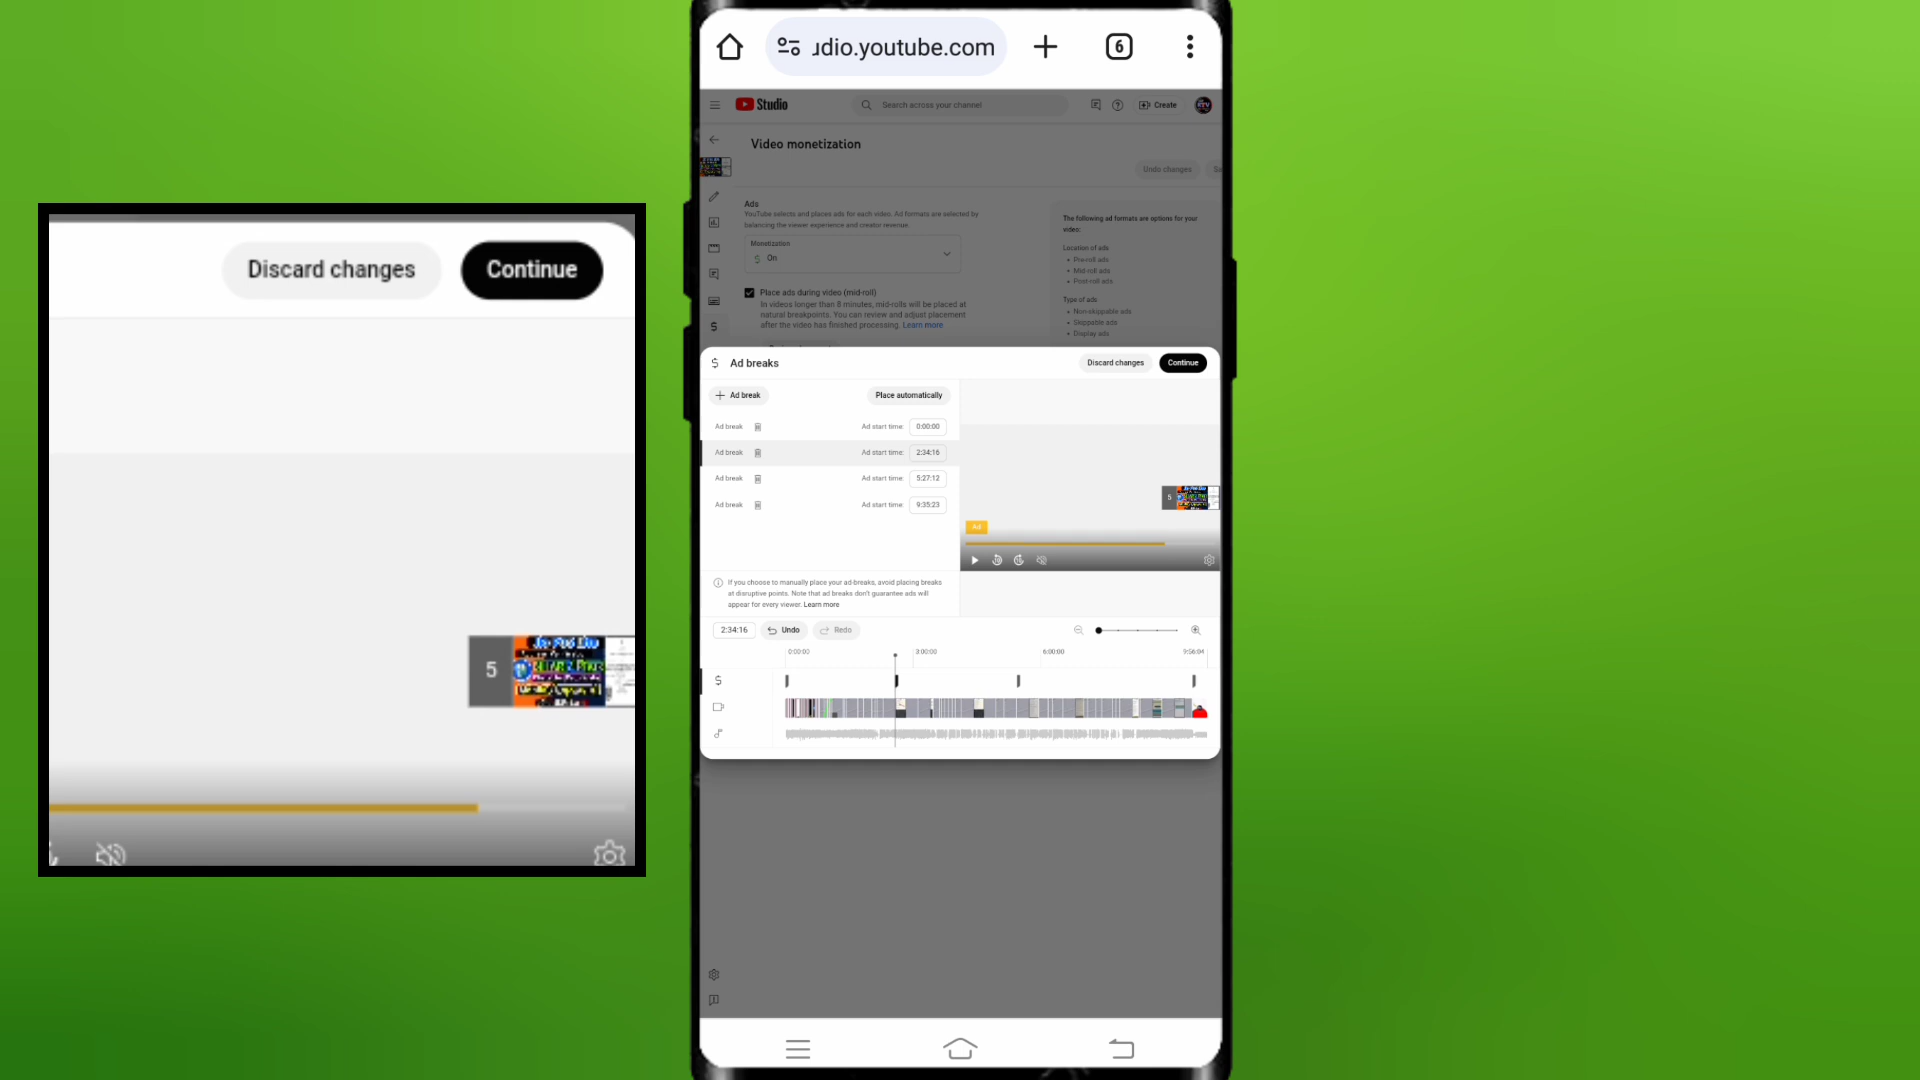 Discard changes
Continue
5
udio.youtube.com
6
Studio
Search across your channel
Create
Video monetization
Undo changes
Ads
YouTube selects and places ads for each video. Ad formats are selected by
balancing the viewer experience and creator revenue.
Monetization
On
Place ads during video (mid-roll)
In videos longer than 8 minutes, mid-rolls will be placed at
natural breakpoints. You can review and adjust placement
after the video has finished processing. Learn more
The following ad formats are options for your
video:
Location of ads
• Pre-roll ads
• Mid-roll ads
• Post-roll ads
Type of ads
• Non-skippable ads
• Skippable ads
• Display ads
$ Ad breaks
Discard changes
Continue
+ Ad break
Place automatically
Ad break
Ad start time: 0:00:00
Ad break
Ad start time: 2:34:16
Ad break
Ad start time: 5:27:12
Ad break
Ad start time: 9:35:23
5
Ad
If you choose to manually place your ad-breaks, avoid placing breaks
at disruptive points. Note that ad breaks don't guarantee ads will
appear for every viewer. Learn more
2:34:16
Undo
Redo
0:00:00
3:00:00
6:00:00
9:56:04